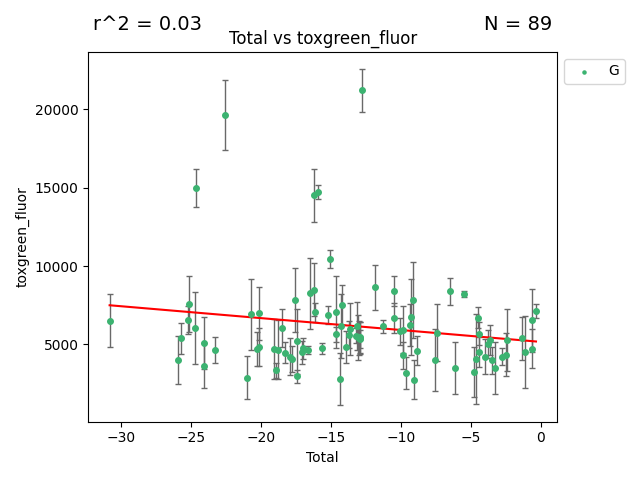 r^2 = 0.03
N = 89
Total vs toxgreen_fluor
G
20000
15000
10000
5000
toxgreen_fluor
−30
−25
−20
−15
−10
−5
0
Total